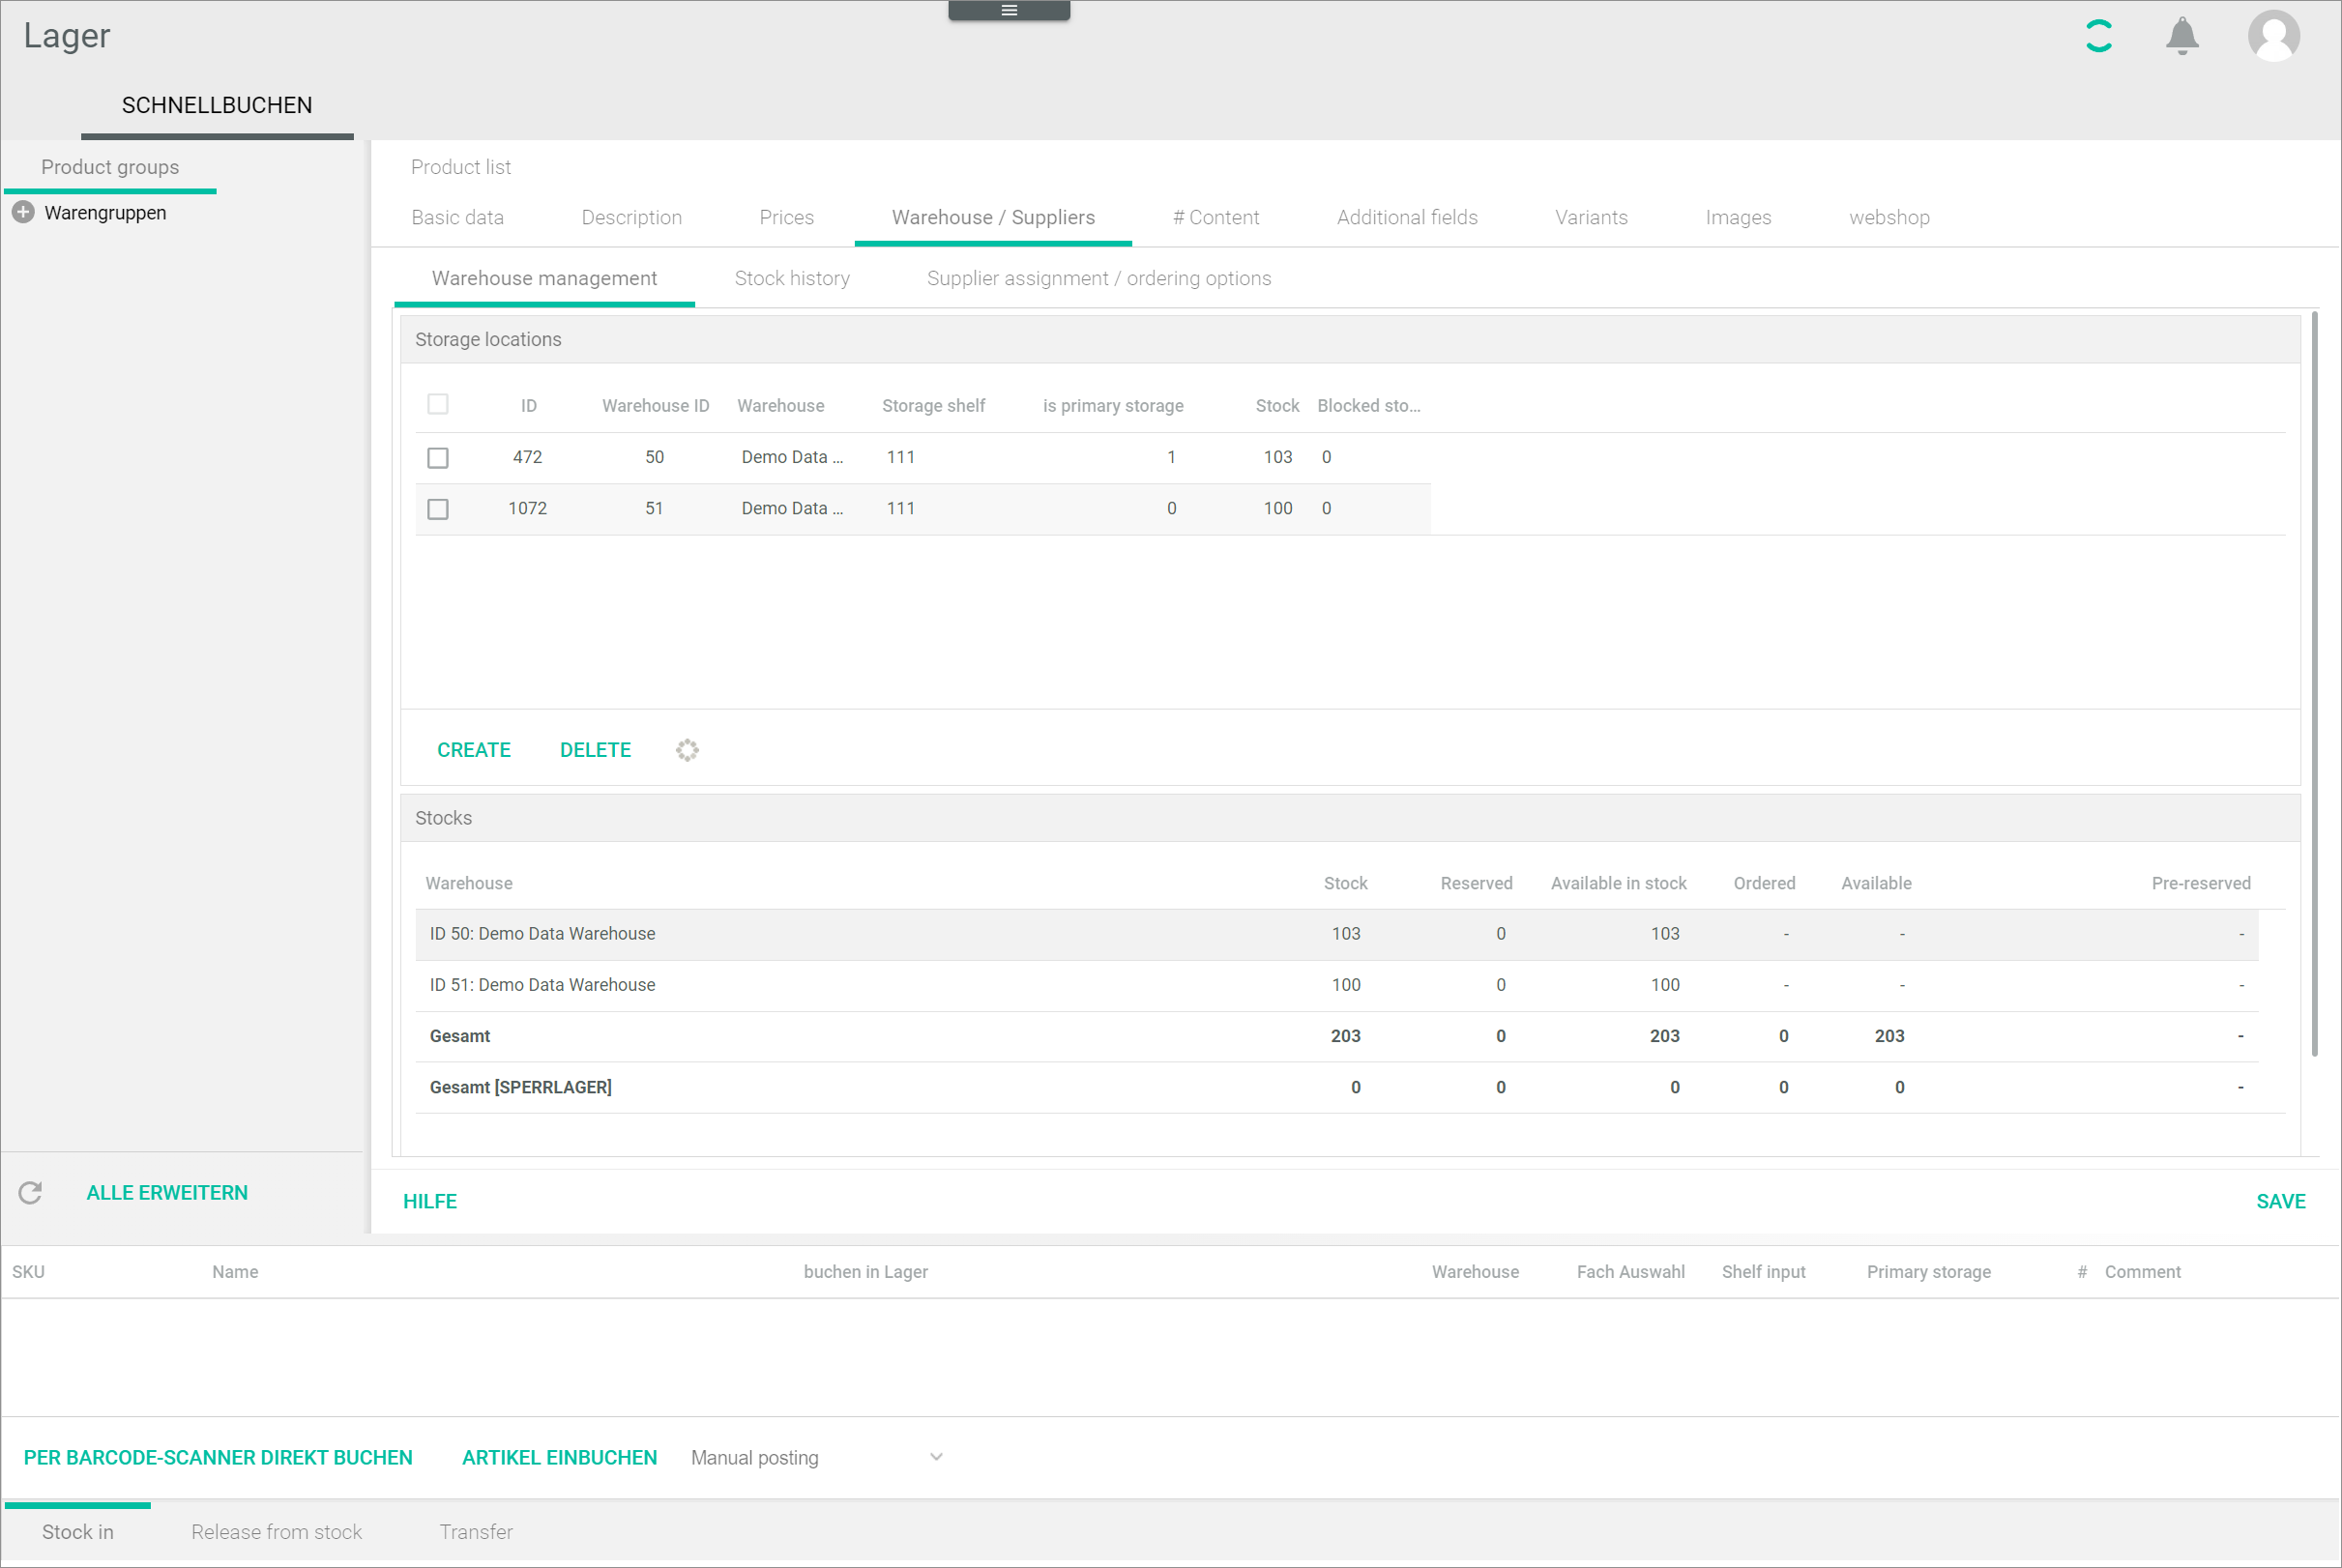 Lager
SCHNELLBUCHEN
Product groups
Warengruppen
Product list
Basic data Description Prices Warehouse / Suppliers # Content Additional fields Variants Images webshop
Warehouse management Stock history Supplier assignment / ordering options
Storage locations
ID Warehouse ID Warehouse Storage shelf is primary storage Stock Blocked sto...
472 50 Demo Data ... 111 1 103 0
1072 51 Demo Data ... 111 0 100 0
CREATE DELETE
Stocks
Warehouse Stock Reserved Available in stock Ordered Available Pre-reserved
ID 50: Demo Data Warehouse 103 0 103 - - -
ID 51: Demo Data Warehouse 100 0 100 - - -
Gesamt 203 0 203 0 203 -
Gesamt [SPERRLAGER] 0 0 0 0 0 -
ALLE ERWEITERN
HILFE SAVE
SKU Name buchen in Lager Warehouse Fach Auswahl Shelf input Primary storage # Comment
PER BARCODE-SCANNER DIREKT BUCHEN ARTIKEL EINBUCHEN Manual posting
Stock in Release from stock Transfer